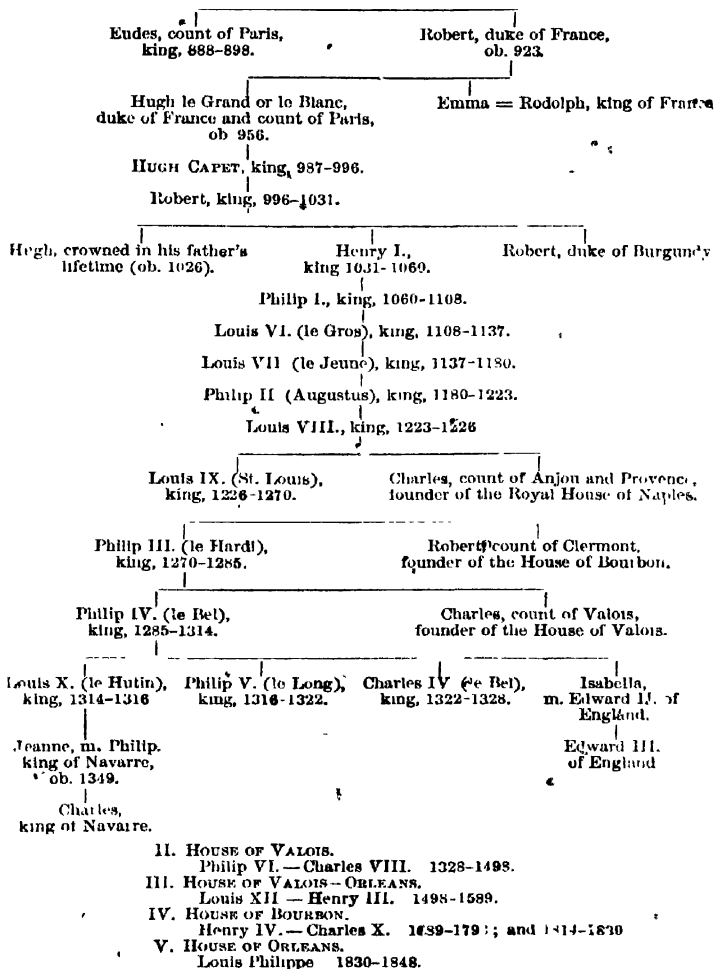 Eudes, count of Paris,
king, 888-898.
Robert, duke of France,
ob. 923.
Hugh le Grand or le Blanc,
duke of France and count of Paris,
ob 956.
Emma = Rodolph, king of France
HUGH CAPET, king, 987-996.
Robert, king, 996-1031.
Hugh, crowned in his father's
lifetime (ob. 1026).
Henry I.,
king 1031-1060.
Robert, duke of Burgundy
Philip I., king, 1060-1108.
Louis VI. (le Gros), king, 1108-1137.
Louis VII (le Jeune), king, 1137-1180.
Philip II (Augustus), king, 1180-1223.
Louis VIII., king, 1223-1226
Louis IX. (St. Louis),
king, 1226-1270.
Charles, count of Anjou and Provence,
founder of the Royal House of Naples.
Philip III. (le Hardi),
king, 1270-1285.
Robert, count of Clermont,
founder of the House of Bourbon.
Philip IV. (le Bel),
king, 1285-1314.
Charles, count of Valois,
founder of the House of Valois.
Louis X. (le Hutin)
king, 1314-1316
Philip V. (le Long),
king, 1316-1322.
Charles IV (le Bel),
king, 1322-1328.
Isabella,
m. Edward II. of
England.
Jeanne, m. Philip.
king of Navarre,
ob. 1349.
Edward III.
of England
Charles,
king of Navarre.
II. HOUSE OF VALOIS.
Philip VI. — Charles VIII. 1328-1498.
III. HOUSE OF VALOIS-ORLEANS.
Louis XII — Henry III. 1498-1589.
IV. HOUSE OF BOURBON.
Henry IV. — Charles X. 1589-1793; and 1814-1830
V. HOUSE OF ORLEANS.
Louis Philippe 1830-1848.